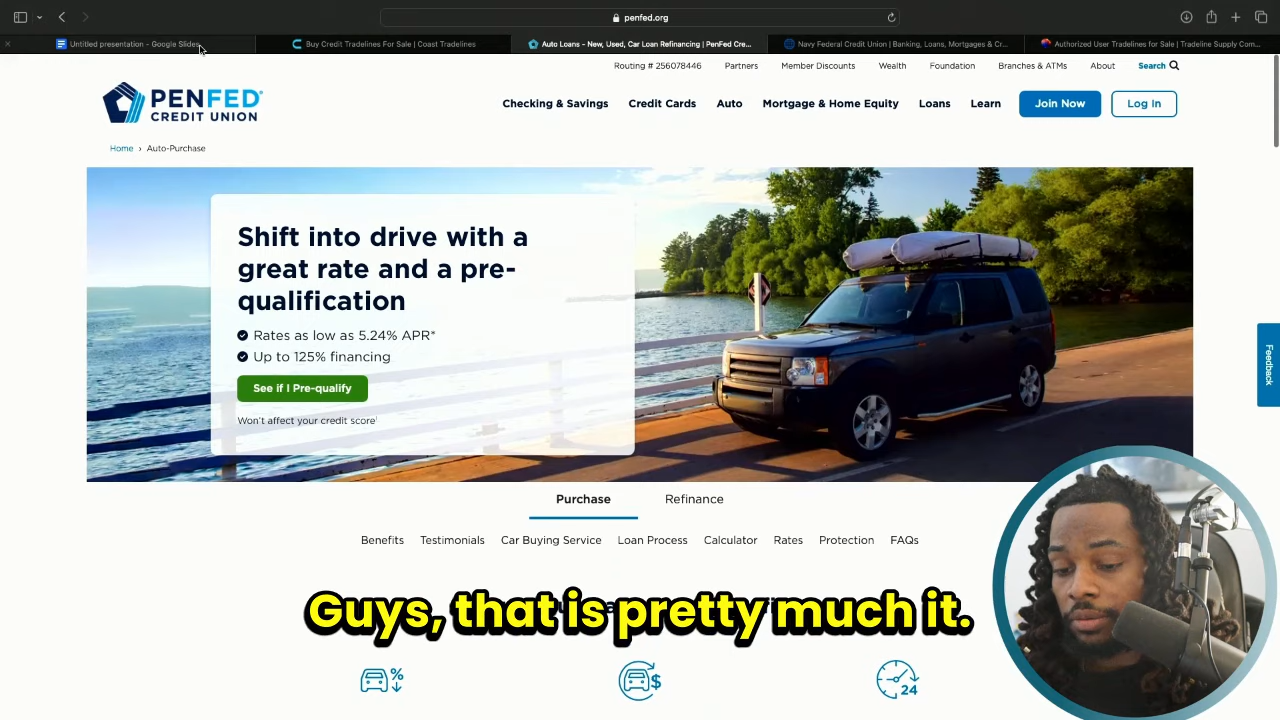 penfed.org
Untitled presentation - Google Slides
Buy Credit Tradelines For Sale | Coast Tradelines
Auto Loans - New, Used, Car Loan Refinancing | PenFed Cre...
Navy Federal Credit Union | Banking, Loans, Mortgages & Cr...
Authorized User Tradelines for Sale | Tradeline Supply Com...
Routing # 256078446
Partners
Member Discounts
Wealth
Foundation
Branches & ATMs
About
Search
PENFED
CREDIT UNION
Checking & Savings
Credit Cards
Auto
Mortgage & Home Equity
Loans
Learn
Join Now
Log In
Home › Auto-Purchase
Shift into drive with a
great rate and a pre-
qualification
Rates as low as 5.24% APR*
Up to 125% financing
See if I Pre-qualify
Won't affect your credit score¹
Feedback
Purchase
Refinance
Benefits
Testimonials
Car Buying Service
Loan Process
Calculator
Rates
Protection
FAQs
Guys, that is pretty much it.
%
$
24